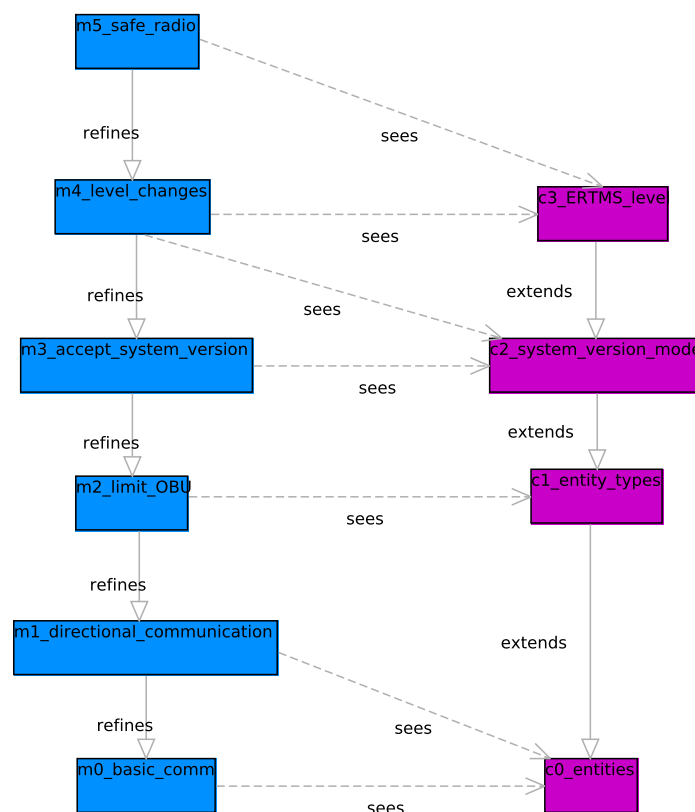 m5_safe_radio
refines
sees
m4_level_changes
c3_ERTMS_leve
sees
refines
sees
extends
m3_accept_system_version
c2_system_version_mode
sees
refines
extends
m2_limit_OBU
c1_entity_types
sees
refines
m1_directional_communication
extends
refines
sees
m0_basic_comm
c0_entities
sees